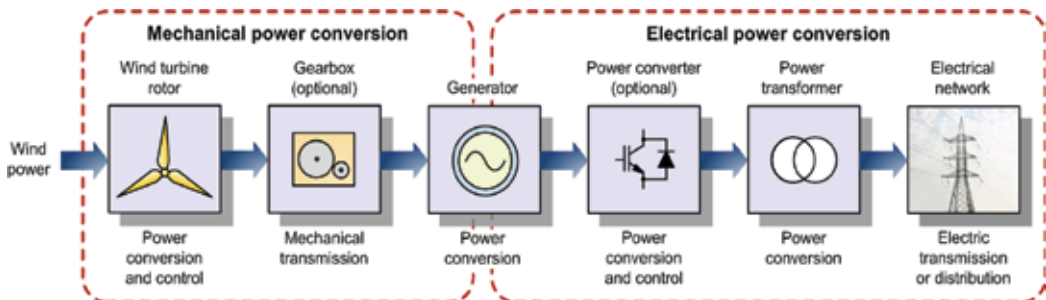 Mechanical power conversion
Electrical power conversion
Wind turbine
rotor
Gearbox
(optional)
Generator
Power converter
(optional)
Power
transformer
Electrical
network
Wind
power
Power
conversion
and control
Mechanical
transmission
Power
conversion
Power
conversion
and control
Power
conversion
Electric
transmission
or distribution